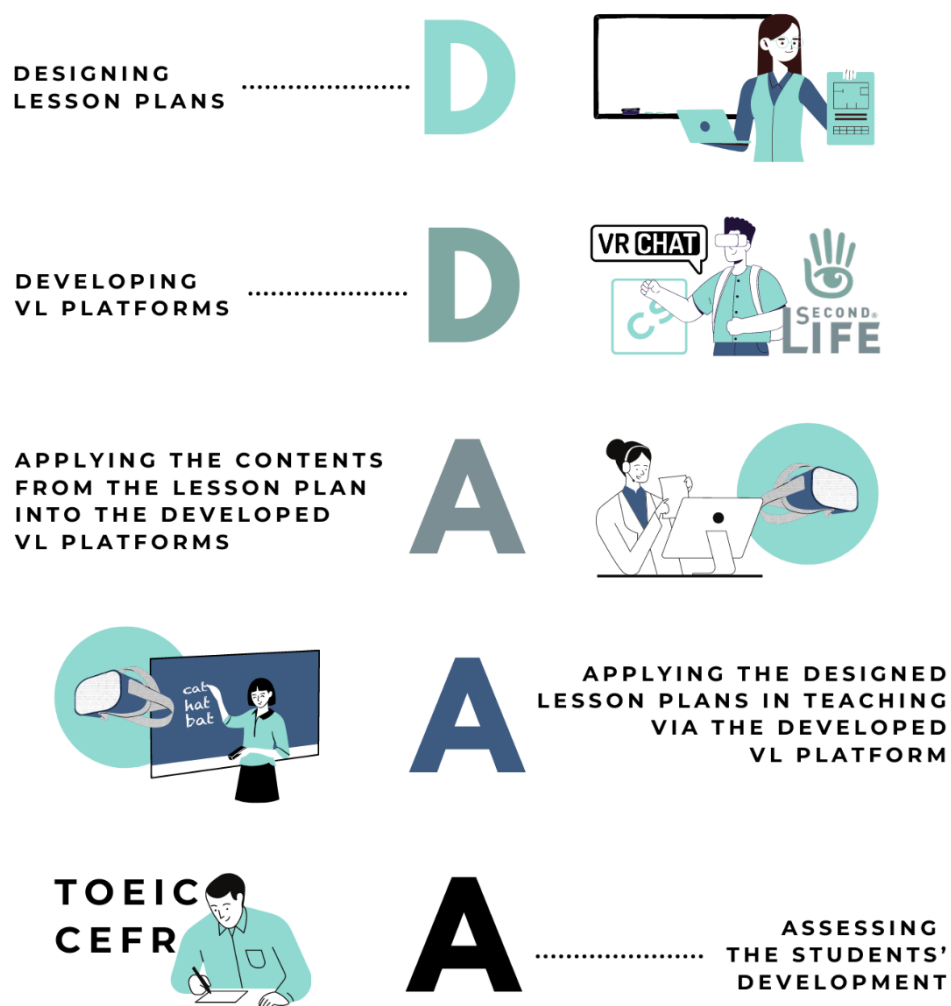 DESIGNING
LESSON PLANS
D
DEVELOPING
VL PLATFORMS
D
VR CHAT
CS
SECOND®
LIFE
APPLYING THE CONTENTS
FROM THE LESSON PLAN
INTO THE DEVELOPED
VL PLATFORMS
A
cat
hat
bat
A
APPLYING THE DESIGNED
LESSON PLANS IN TEACHING
VIA THE DEVELOPED
VL PLATFORM
TOEIC
CEFR
A
ASSESSING
THE STUDENTS'
DEVELOPMENT